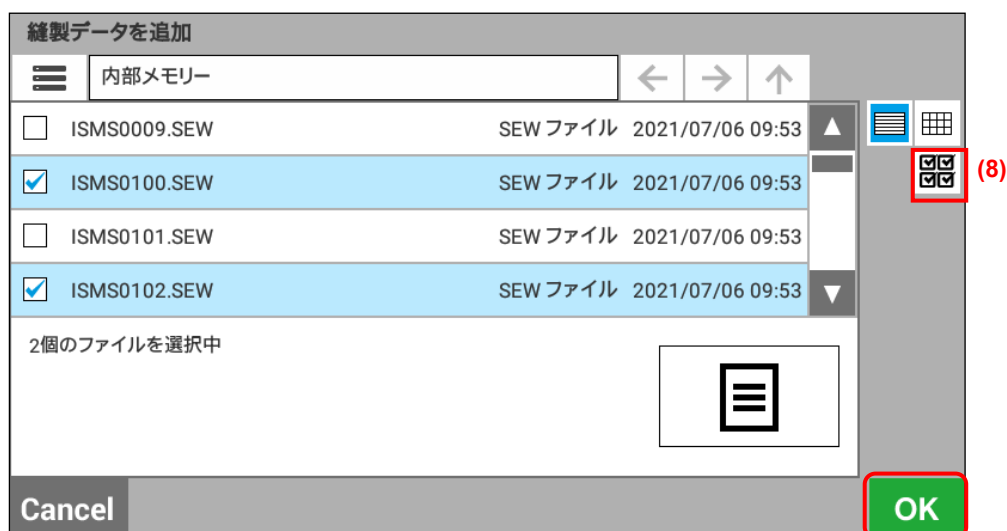 縫製データを追加
内部メモリー
ISMS0009.SEW SEW ファイル 2021/07/06 09:53
(8)
ISMS0100.SEW SEW ファイル 2021/07/06 09:53
ISMS0101.SEW SEW ファイル 2021/07/06 09:53
ISMS0102.SEW SEW ファイル 2021/07/06 09:53
2個のファイルを選択中
Cancel OK